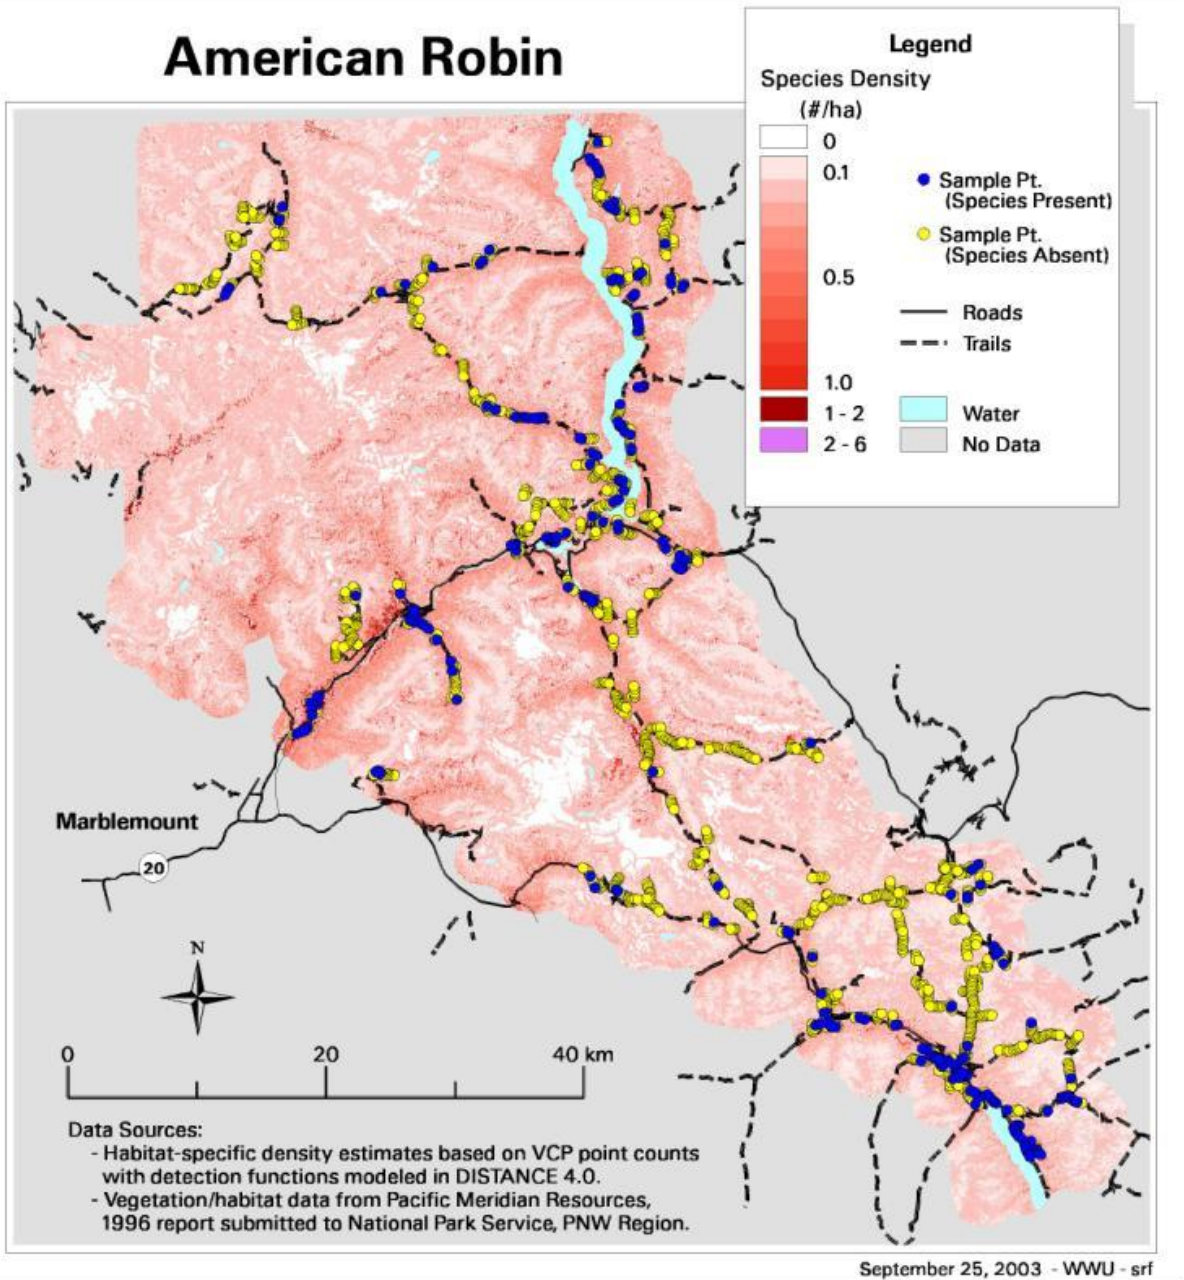 American Robin
Legend
Species Density
(#/ha)
0
0.1
0.5
1.0
1 - 2
2 - 6
Sample Pt.
(Species Present)
Sample Pt.
(Species Absent)
Roads
Trails
Water
No Data
Marblemount
20
N
0 20 40 km
Data Sources:
- Habitat-specific density estimates based on VCP point counts
with detection functions modeled in DISTANCE 4.0.
- Vegetation/habitat data from Pacific Meridian Resources,
1996 report submitted to National Park Service, PNW Region.
September 25, 2003 - WWU - srf